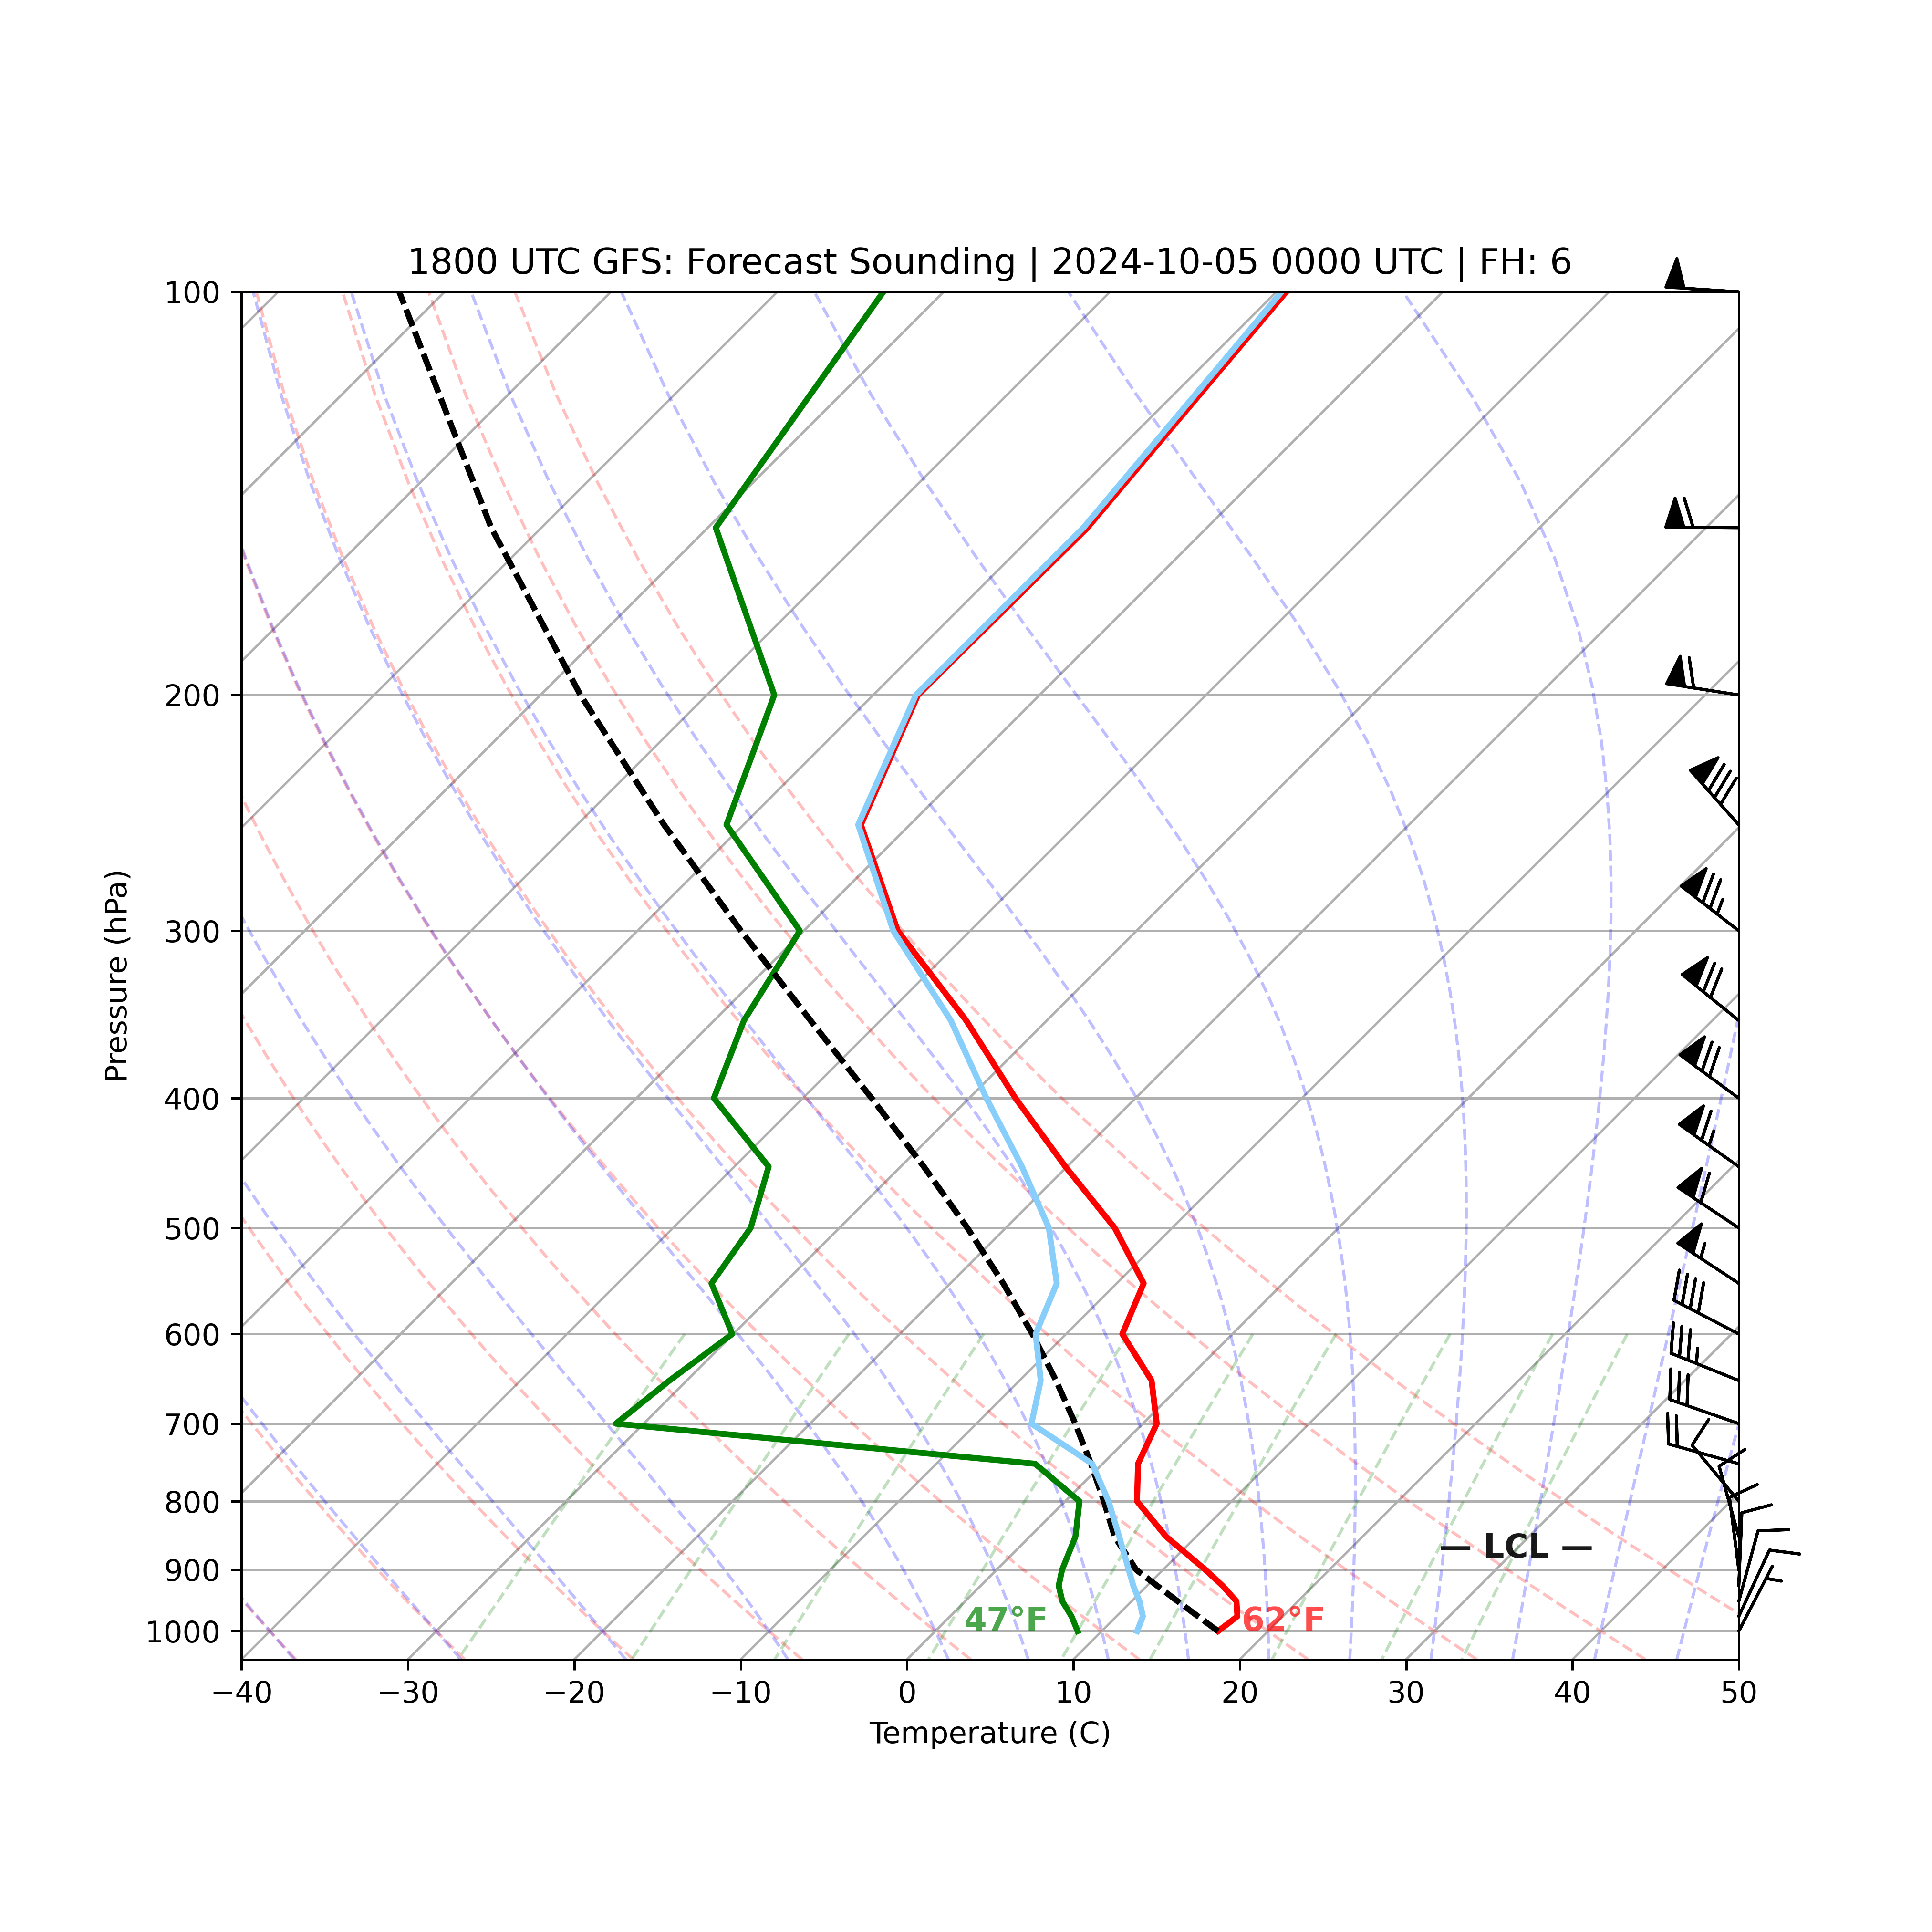 1800 UTC GFS: Forecast Sounding | 2024-10-05 0000 UTC | FH: 6
100
200
300
400
500
600
700
800
900
1000
Pressure (hPa)
— LCL —
47°F
62°F
−40 −30 −20 −10 0 10 20 30 40 50
Temperature (C)